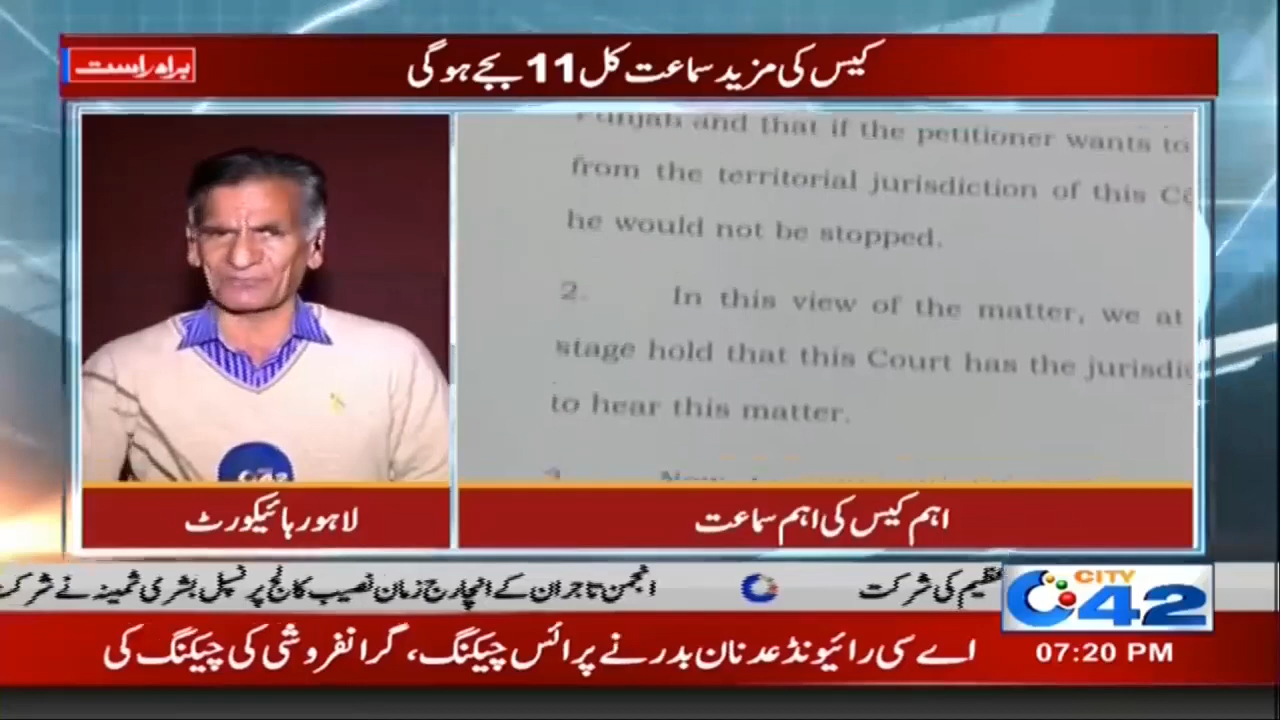 کیس کی مزید سماعت کل 11 بجے ہوگی
براہ راست
Punjab and that if the petitioner wants to
from the territorial jurisdiction of this
he would not be stopped.
2. In this view of the matter, we at
stage hold that this Court has the
to hear this matter.
لاہور ہائیکورٹ
اہم کیس کی اہم سماعت
کی شرکت
انجمن تاجران کے انچارج زمان نصیب کالج پرنسپل بشریٰ ثمینہ نے شرکت
CITY 42
اے سی رائیونڈ عدنان بدر نے پرائس چیکنگ، گرانفروشی کی چیکنگ کی
07:20 PM